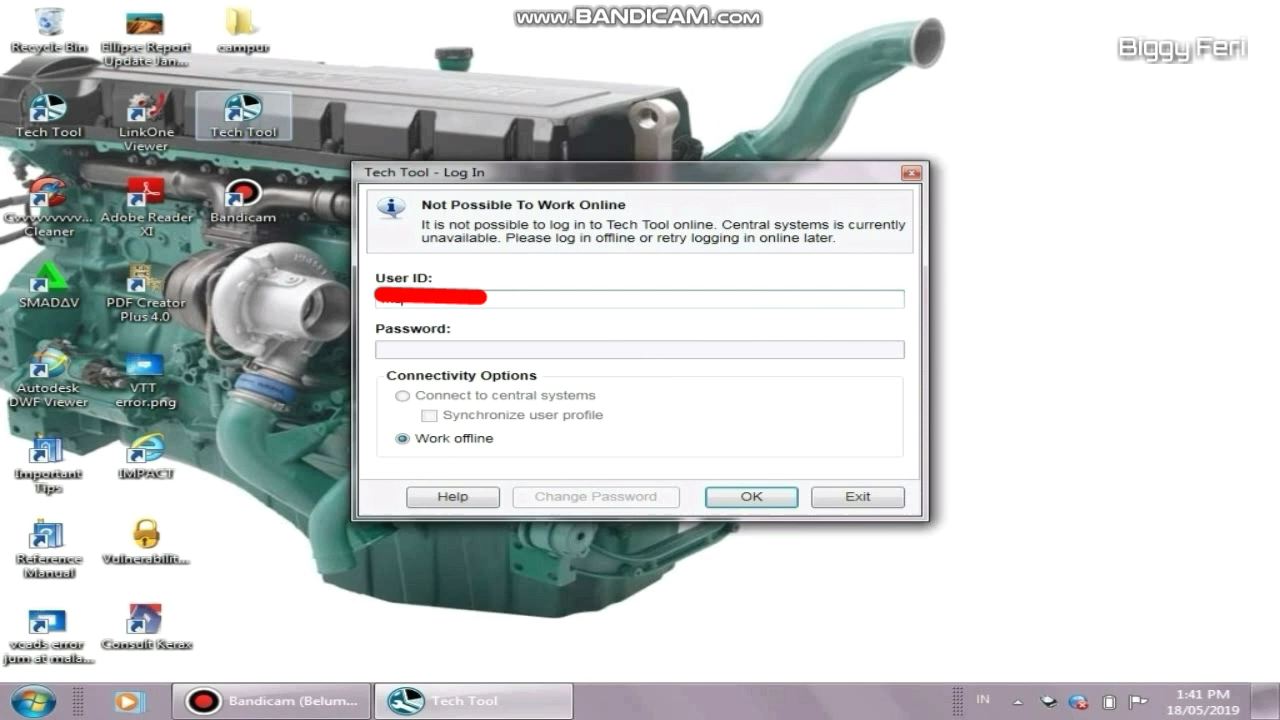 www.BANDICAM.com
Biggy Feri
Recycle Bin
Ellipse Report
Update Jan...
campur
Tech Tool
LinkOne
Viewer
Tech Tool
Cleaner
Adobe Reader
XI
Bandicam
SMADΔV
PDF Creator
Plus 4.0
Autodesk
DWF Viewer
VTT
error.png
Important
Tips
IMPACT
Reference
Manual
Vulnerabilit...
vcads error
jum at mala...
Consult Kerax
Tech Tool - Log In
Not Possible To Work Online
It is not possible to log in to Tech Tool online. Central systems is currently
unavailable. Please log in offline or retry logging in online later.
User ID:
Password:
Connectivity Options
Connect to central systems
Synchronize user profile
Work offline
Help
Change Password
OK
Exit
Bandicam (Belum...
Tech Tool
IN
1:41 PM
18/05/2019